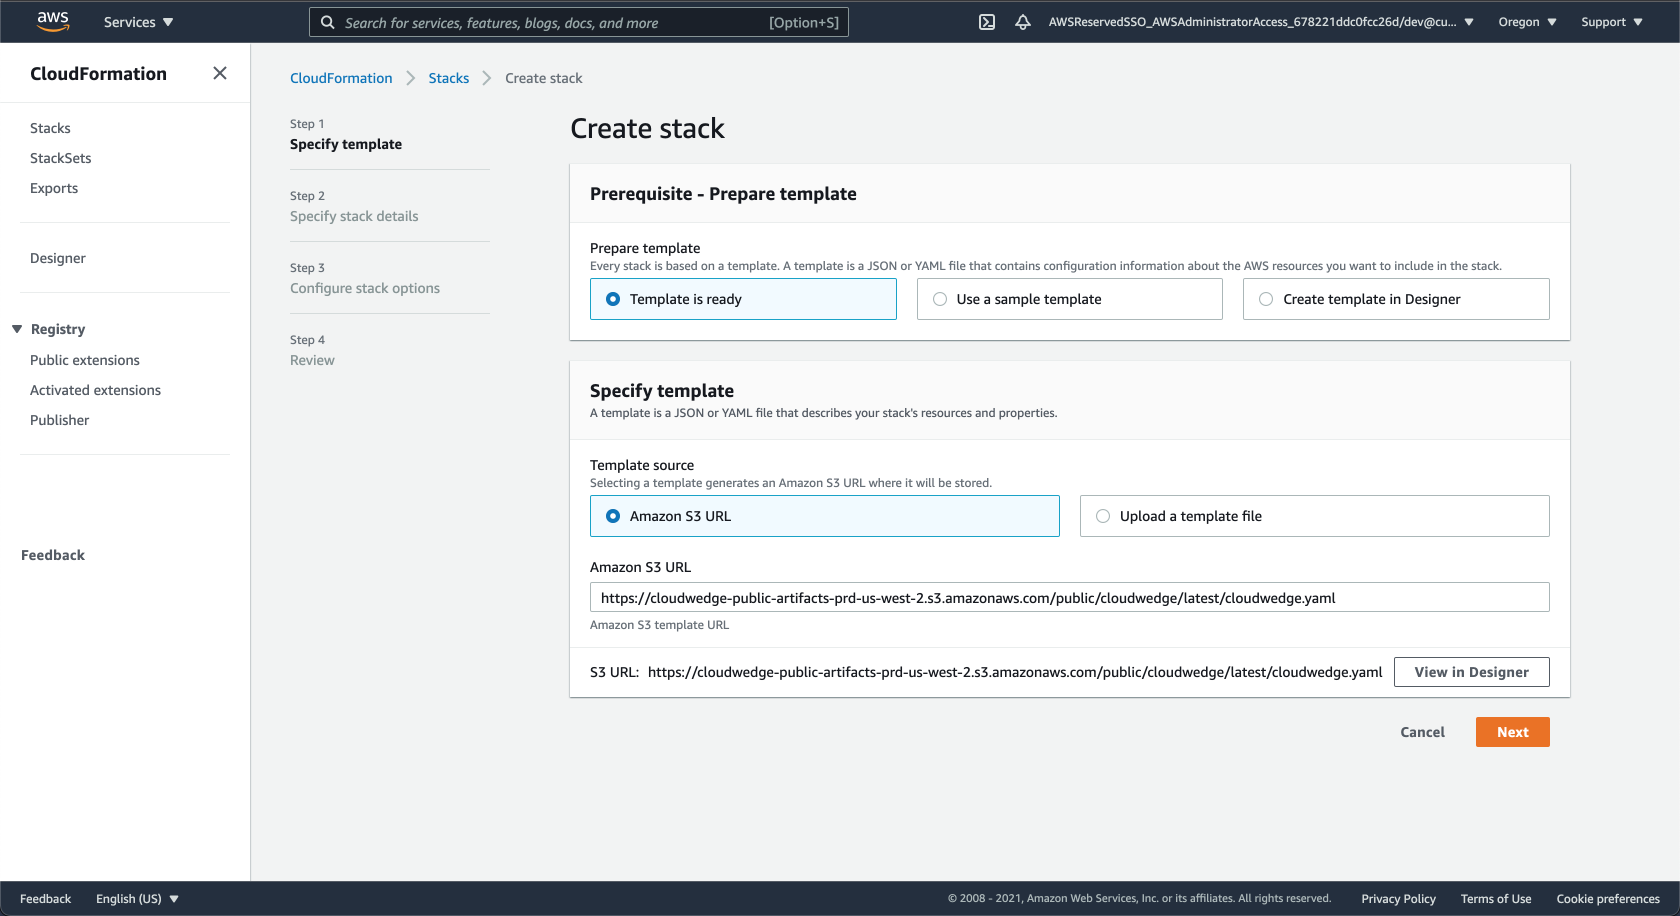 aws
Services
Search for services, features, blogs, docs, and more [Option+S]
AWSReservedSSO_AWSAdministratorAccess_678221ddc0fcc26d/dev@cu...
Oregon
Support
CloudFormation
Stacks
StackSets
Exports
Designer
Registry
Public extensions
Activated extensions
Publisher
Feedback
CloudFormation
Stacks
Create stack
Step 1
Specify template
Step 2
Specify stack details
Step 3
Configure stack options
Step 4
Review
Create stack
Prerequisite - Prepare template
Prepare template
Every stack is based on a template. A template is a JSON or YAML file that contains configuration information about the AWS resources you want to include in the stack.
Template is ready
Use a sample template
Create template in Designer
Specify template
A template is a JSON or YAML file that describes your stack's resources and properties.
Template source
Selecting a template generates an Amazon S3 URL where it will be stored.
Amazon S3 URL
Upload a template file
Amazon S3 URL
https://cloudwedge-public-artifacts-prd-us-west-2.s3.amazonaws.com/public/cloudwedge/latest/cloudwedge.yaml
Amazon S3 template URL
S3 URL: https://cloudwedge-public-artifacts-prd-us-west-2.s3.amazonaws.com/public/cloudwedge/latest/cloudwedge.yaml
View in Designer
Cancel
Next
Feedback
English (US)
© 2008 - 2021, Amazon Web Services, Inc. or its affiliates. All rights reserved.
Privacy Policy
Terms of Use
Cookie preferences